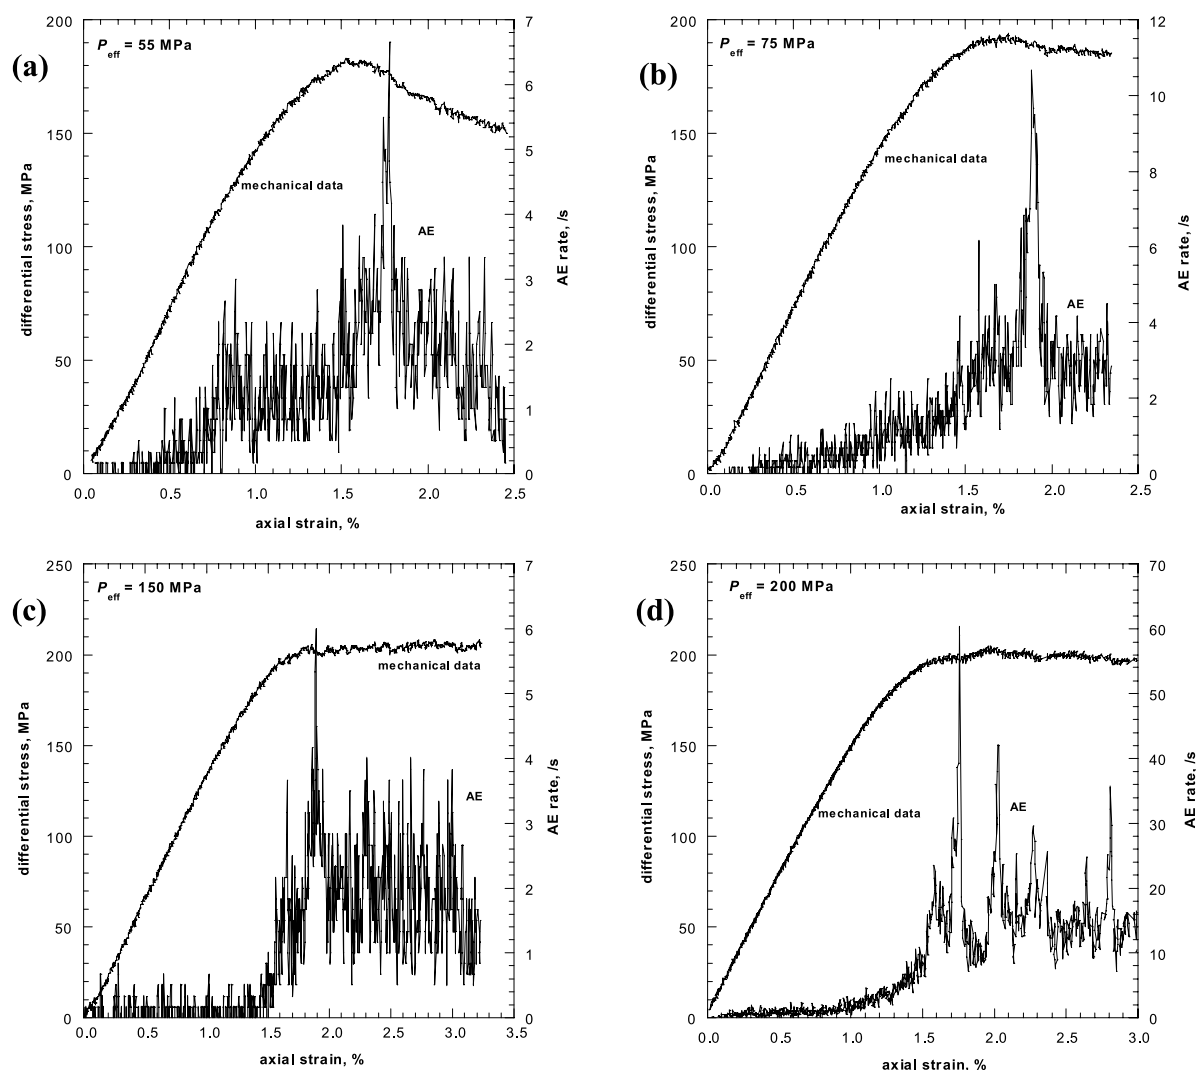 (a)
P eff = 55 MPa
200
150
100
50
0
differential stress, MPa
mechanical data
AE
7
6
5
4
3
2
1
0
AE rate, /s
0.0 0.5 1.0 1.5 2.0 2.5
axial strain, %
(b)
P eff = 75 MPa
200
150
100
50
0
differential stress, MPa
mechanical data
AE
12
10
8
6
4
2
0
AE rate, /s
0.0 0.5 1.0 1.5 2.0 2.5
axial strain, %
(c)
P eff = 150 MPa
250
200
150
100
50
0
differential stress, MPa
mechanical data
AE
7
6
5
4
3
2
1
0
AE rate, /s
0.0 0.5 1.0 1.5 2.0 2.5 3.0 3.5
axial strain, %
(d)
P eff = 200 MPa
250
200
150
100
50
0
differential stress, MPa
mechanical data
AE
70
60
50
40
30
20
10
0
AE rate, /s
0.0 0.5 1.0 1.5 2.0 2.5 3.0
axial strain, %